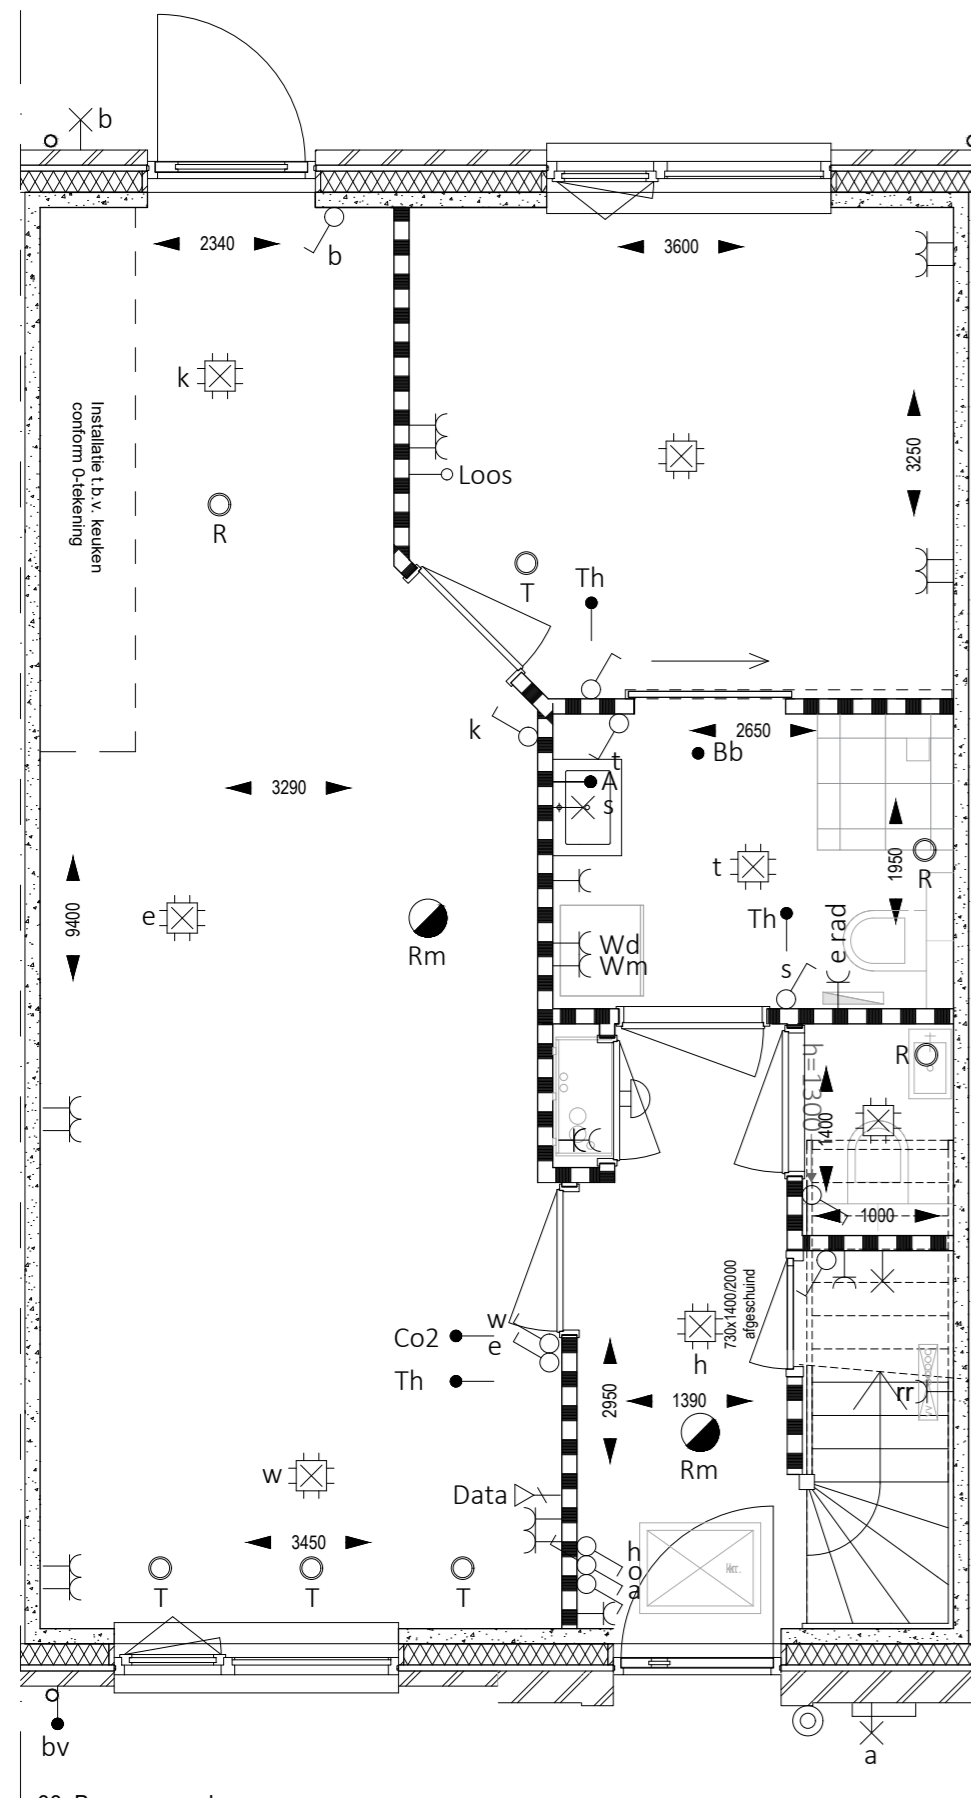 b
2340
b
3600
k
Installatie t.b.v. keuken
conform 0-tekening
3250
Loos
R
T
Th
k
2650
Bb
t
A
s
3290
1950
R
t
9400
e
Rm
Th
e rad
Wd
Wm
s
R
h=1300
1400
1000
730x1400/2000
afgeschuind
w
Co2
e
h
Th
2950
1390
rr
Rm
w
Data
3450
h
o
a
T
T
T
bv
a